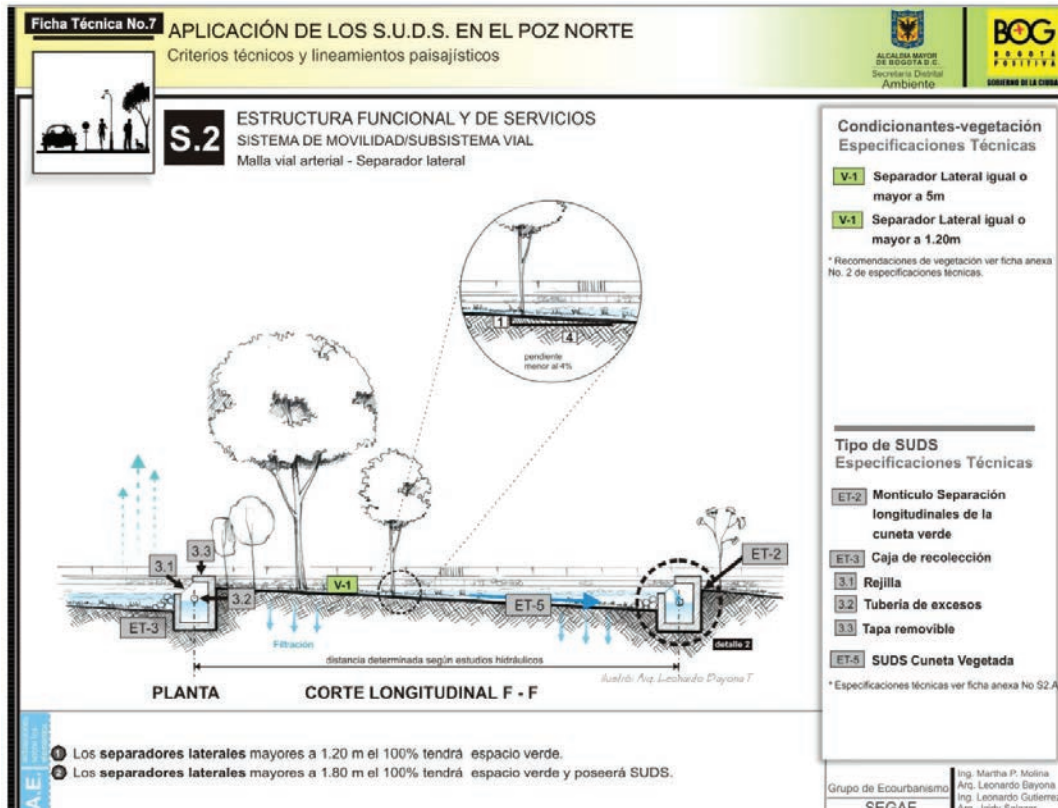 Ficha Técnica No.7
APLICACIÓN DE LOS S.U.D.S. EN EL POZ NORTE
Criterios técnicos y lineamientos paisajísticos
ALCALDIA MAYOR
DE BOGOTA D.C.
Secretaría Distrital
Ambiente
BOG
BOGOTÁ
POSITIVA
GOBIERNO DE LA CIUDAD
S.2
ESTRUCTURA FUNCIONAL Y DE SERVICIOS
SISTEMA DE MOVILIDAD/SUBSISTEMA VIAL
Malla vial arterial - Separador lateral
1
4
pendiente
menor al 4%
3.3
3.1
3.2
ET-3
V-1
ET-5
ET-2
Filtración
detalle 2
distancia determinada según estudios hidráulicos
Ilustró: Arq. Leonardo Bayona T
PLANTA
CORTE LONGITUDINAL F - F
A.E.
1 Los separadores laterales mayores a 1.20 m el 100% tendrá espacio verde.
2 Los separadores laterales mayores a 1.80 m el 100% tendrá espacio verde y poseerá SUDS.
Condicionantes-vegetación
Especificaciones Técnicas
V-1 Separador Lateral igual o
mayor a 5m
V-1 Separador Lateral igual o
mayor a 1.20m
* Recomendaciones de vegetación ver ficha anexa
No. 2 de especificaciones técnicas.
Tipo de SUDS
Especificaciones Técnicas
ET-2 Montículo Separación
longitudinales de la
cuneta verde
ET-3 Caja de recolección
3.1 Rejilla
3.2 Tubería de excesos
3.3 Tapa removible
ET-5 SUDS Cuneta Vegetada
* Especificaciones técnicas ver ficha anexa No S2.A
Grupo de Ecourbanismo
SEGAE
Ing. Martha P. Molina
Arq. Leonardo Bayona
Ing. Leonardo Gutierrez